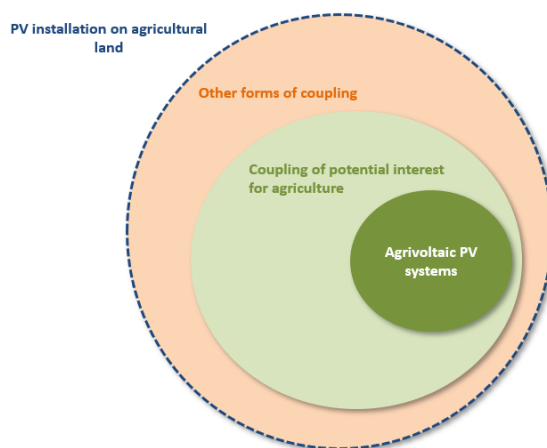 PV installation on agricultural
land
Other forms of coupling
Coupling of potential interest
for agriculture
Agrivoltaic PV
systems